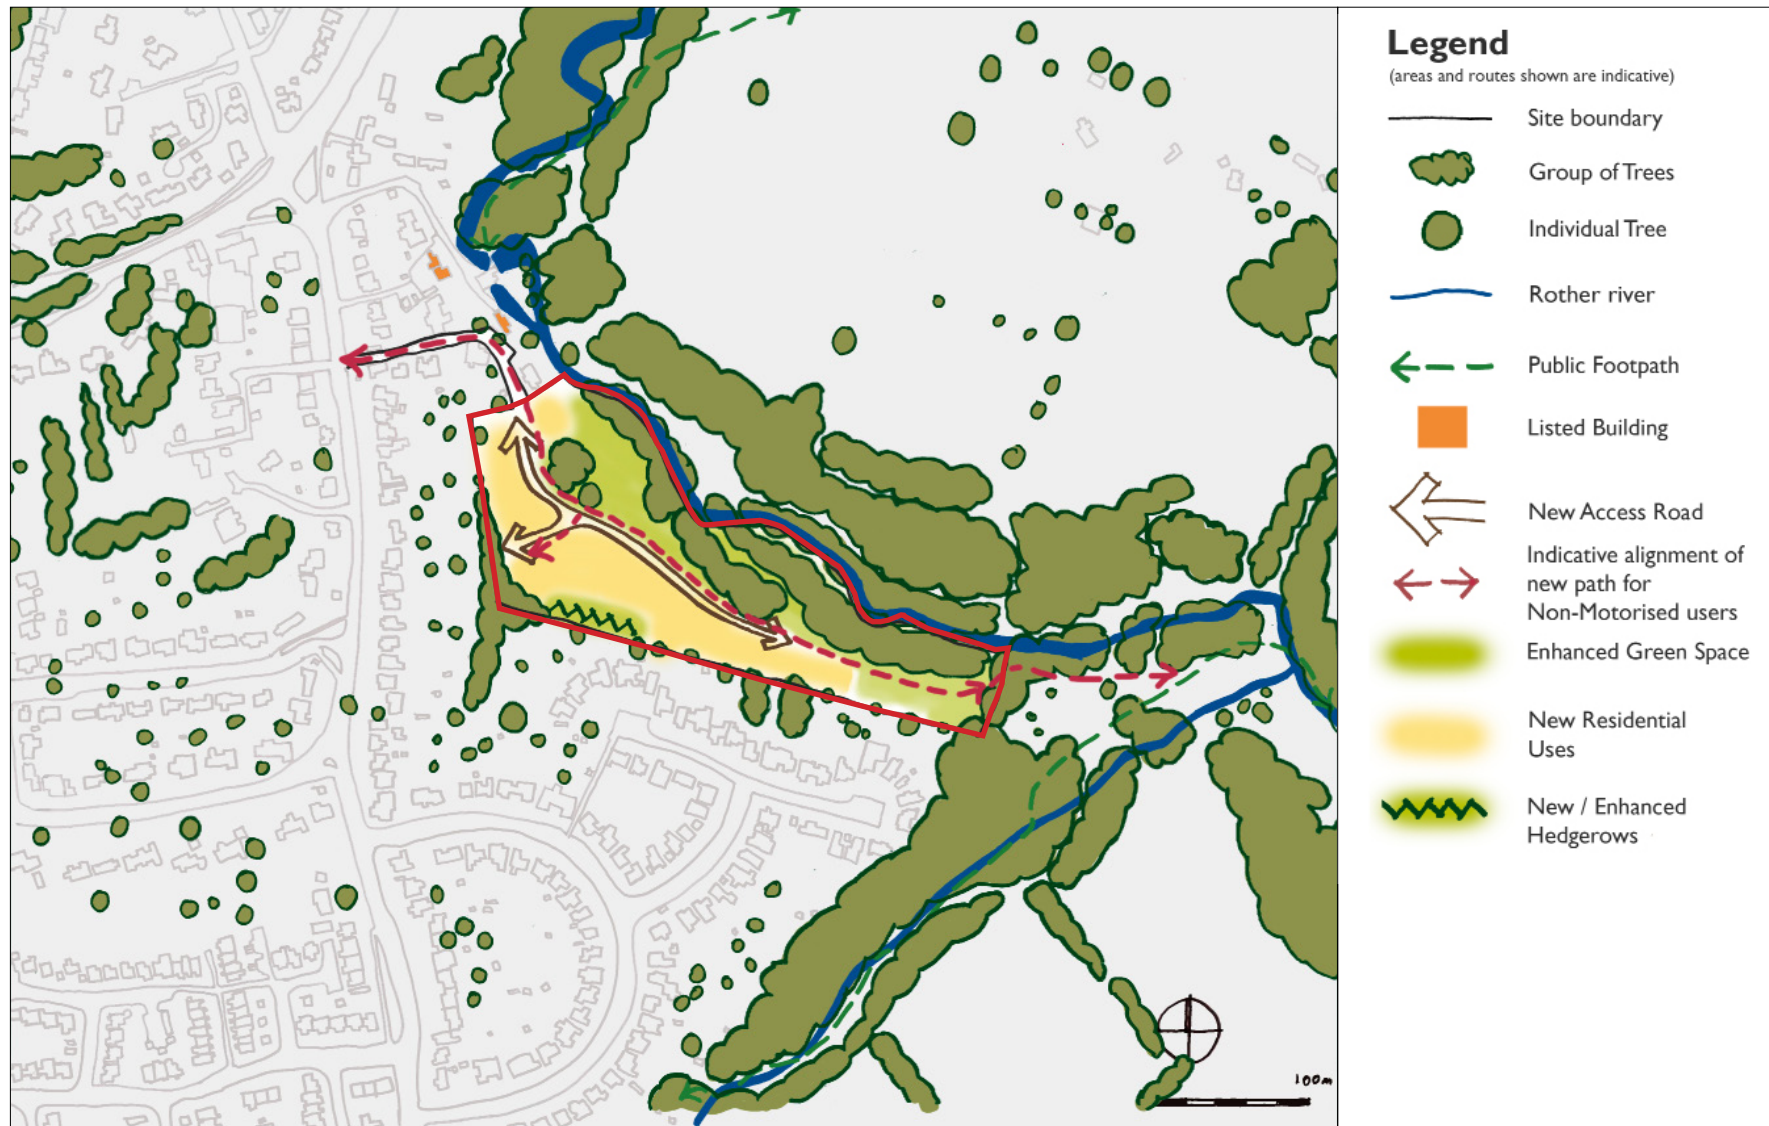 Legend
(areas and routes shown are indicative)
Site boundary
Group of Trees
Individual Tree
Rother river
Public Footpath
Listed Building
New Access Road
Indicative alignment of
new path for
Non-Motorised users
Enhanced Green Space
New Residential
Uses
New / Enhanced
Hedgerows
100m